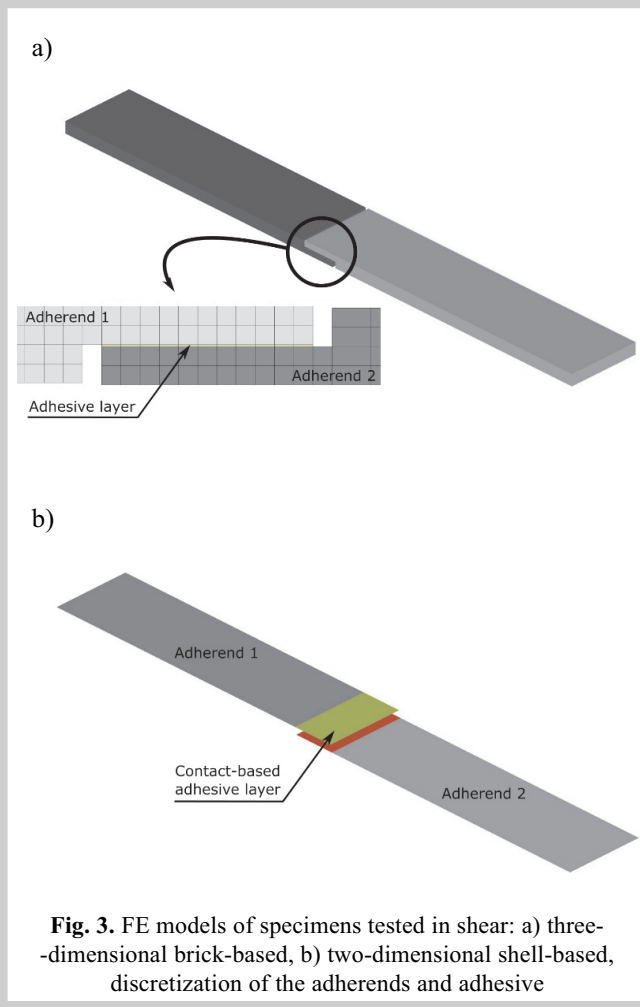 a)
Adherend 1
Adherend 2
Adhesive layer
b)
Adherend 1
Contact-based
adhesive layer
Adherend 2
Fig. 3. FE models of specimens tested in shear: a) three-
-dimensional brick-based, b) two-dimensional shell-based,
discretization of the adherends and adhesive